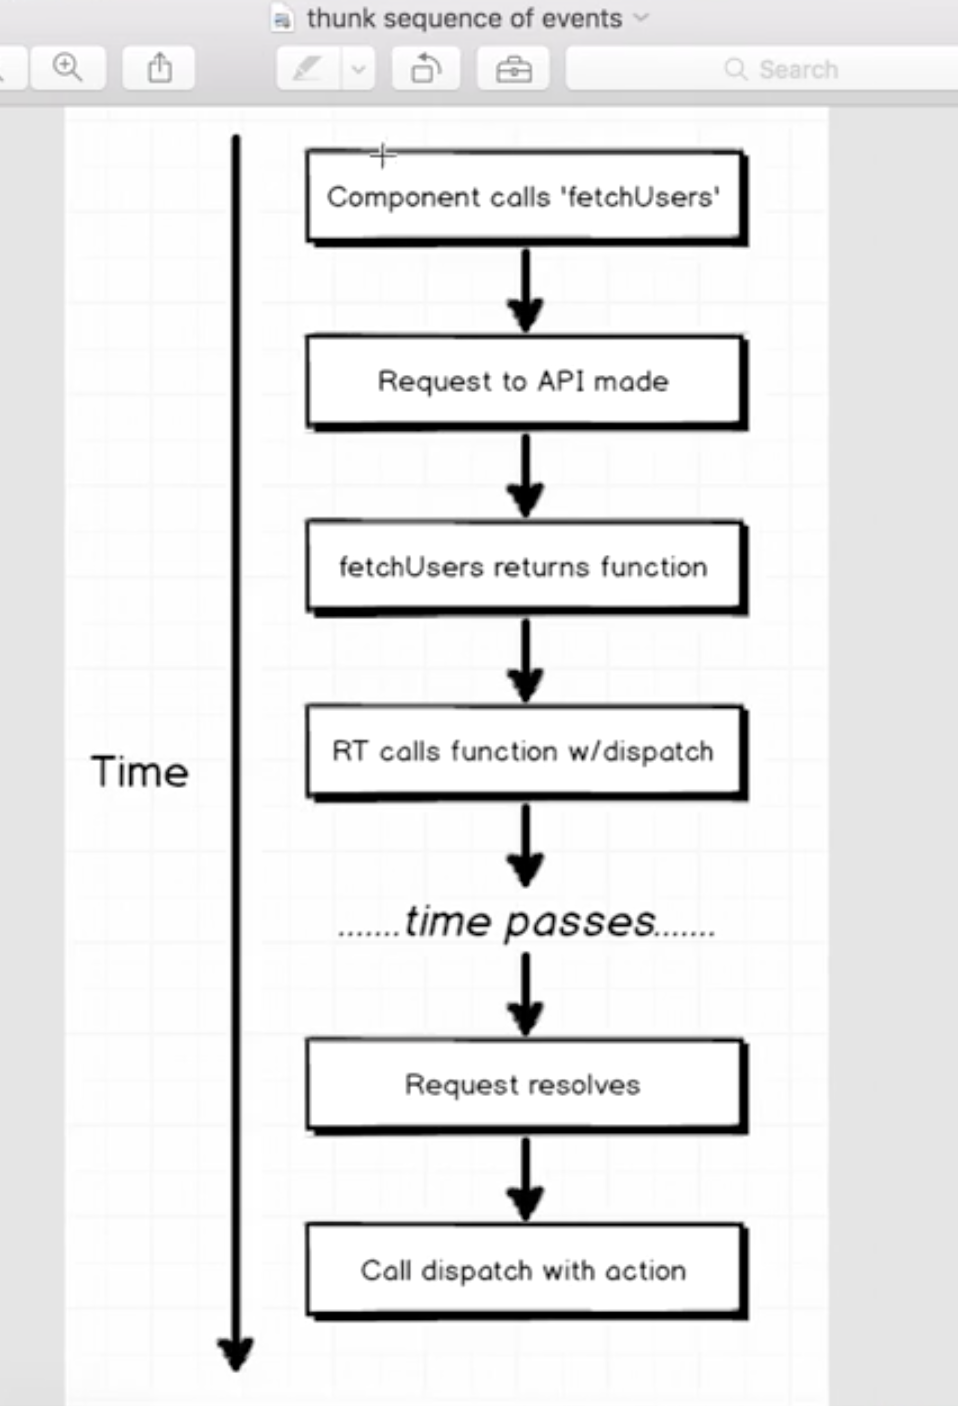 thunk sequence of events
Search
Component calls 'fetchUsers'
Request to API made
fetchUsers returns function
RT calls function w/dispatch
Time
.......time passes.......
Request resolves
Call dispatch with action